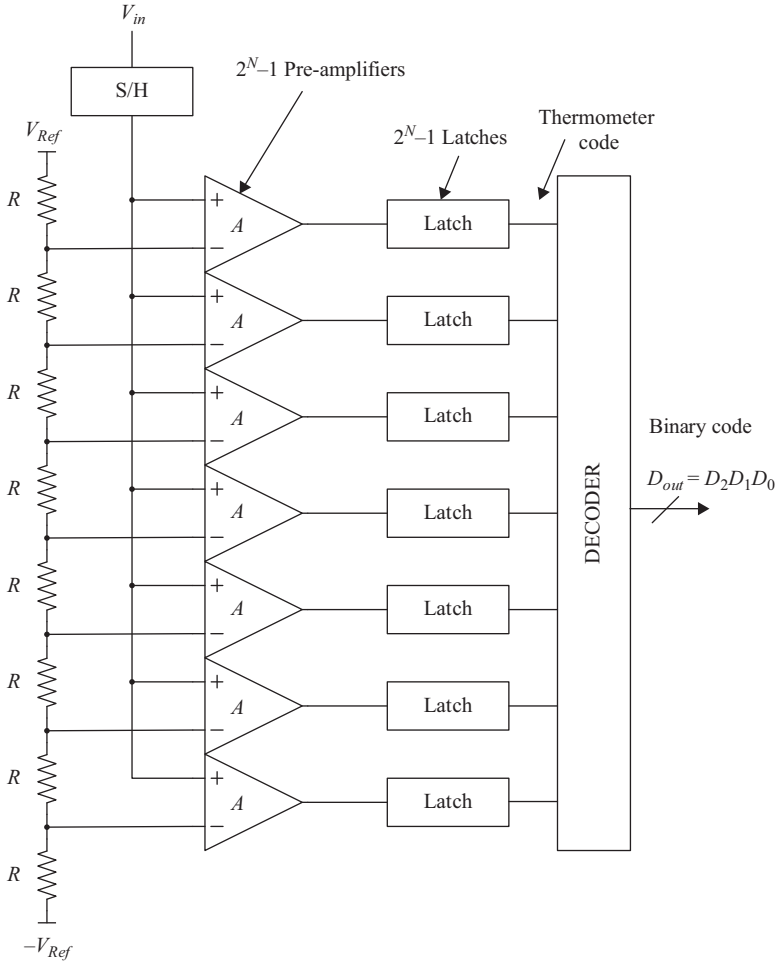 V_in
S/H
2^N–1 Pre-amplifiers
V_Ref
2^N–1 Latches
Thermometer
code
R
+
A
–
Latch
R
+
A
–
Latch
R
+
A
–
Latch
Binary code
R
+
A
–
Latch
D_out = D_2D_1D_0
DECODER
R
+
A
–
Latch
R
+
A
–
Latch
R
+
A
–
Latch
R
–V_Ref